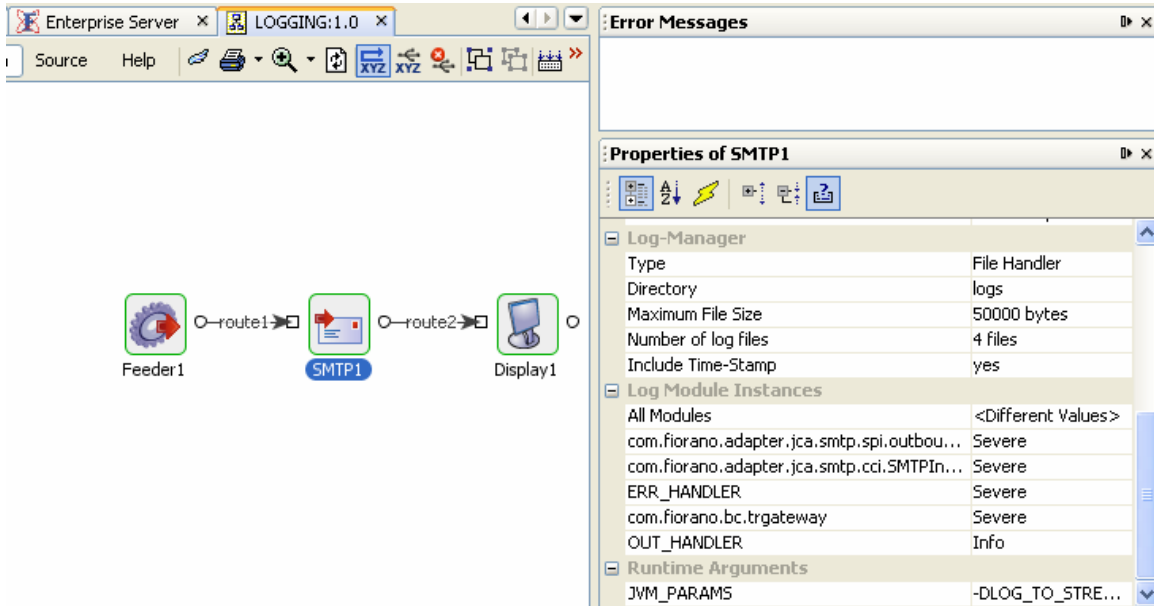 Enterprise Server
LOGGING:1.0
Source Help
XYZ XYZ
Feeder1
route1
SMTP1
route2
Display1
Error Messages
Properties of SMTP1
Log-Manager
Type File Handler
Directory logs
Maximum File Size 50000 bytes
Number of log files 4 files
Include Time-Stamp yes
Log Module Instances
All Modules <Different Values>
com.fiorano.adapter.jca.smtp.spi.outbou... Severe
com.fiorano.adapter.jca.smtp.cci.SMTPIn... Severe
ERR_HANDLER Severe
com.fiorano.bc.trgateway Severe
OUT_HANDLER Info
Runtime Arguments
JVM_PARAMS -DLOG_TO_STRE...